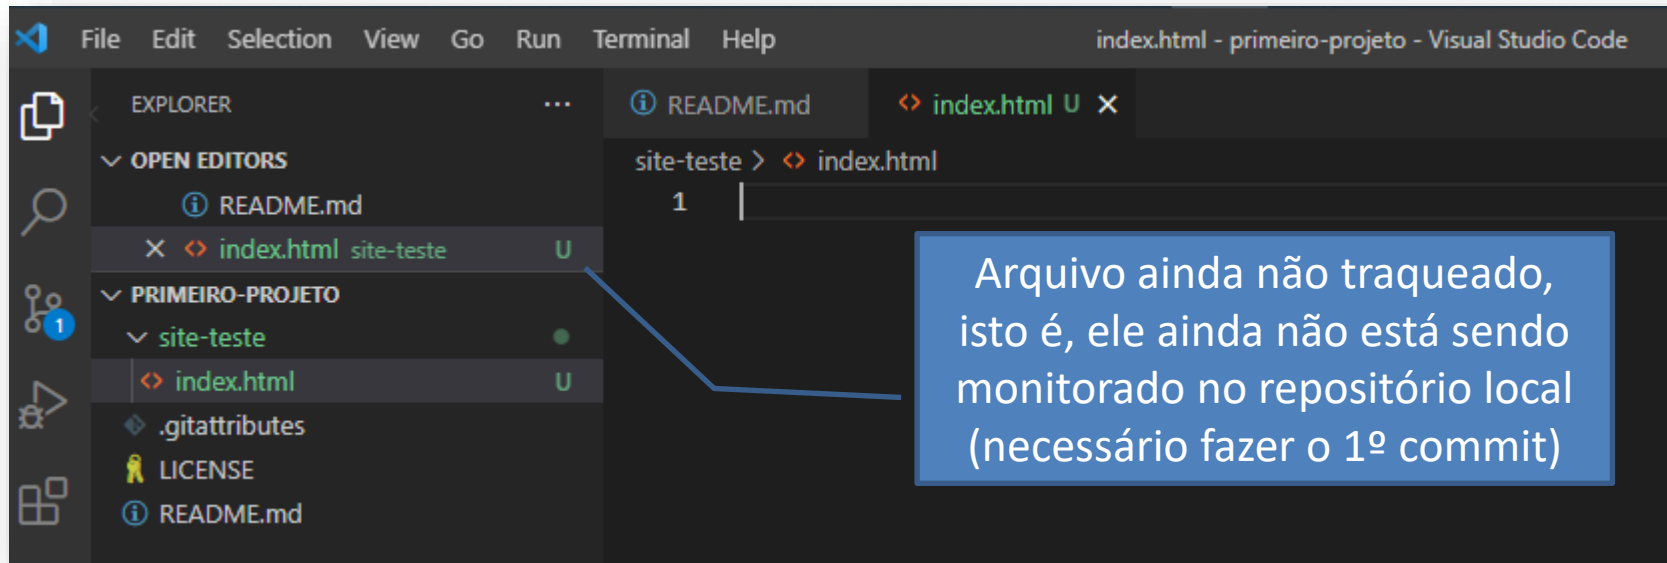 File Edit Selection View Go Run Terminal Help index.html - primeiro-projeto - Visual Studio Code
EXPLORER ···
OPEN EDITORS
README.md
index.html site-teste U
PRIMEIRO-PROJETO
site-teste
index.html U
.gitattributes
LICENSE
README.md
1
README.md index.html U
site-teste > index.html
1
Arquivo ainda não traqueado,
isto é, ele ainda não está sendo
monitorado no repositório local
(necessário fazer o 1º commit)